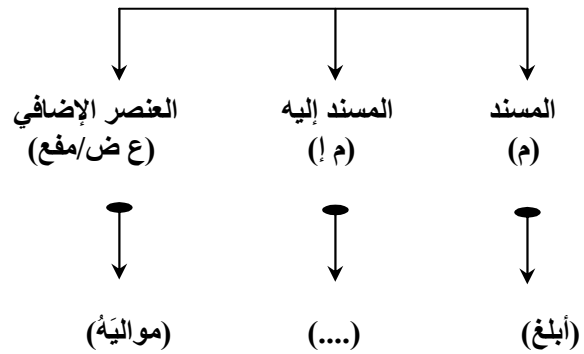 المسند المسند إليه العنصر الإضافي
(م) (م إ) (ع ض/مفع)
(أبلغ) (....) (مواليَهُ)